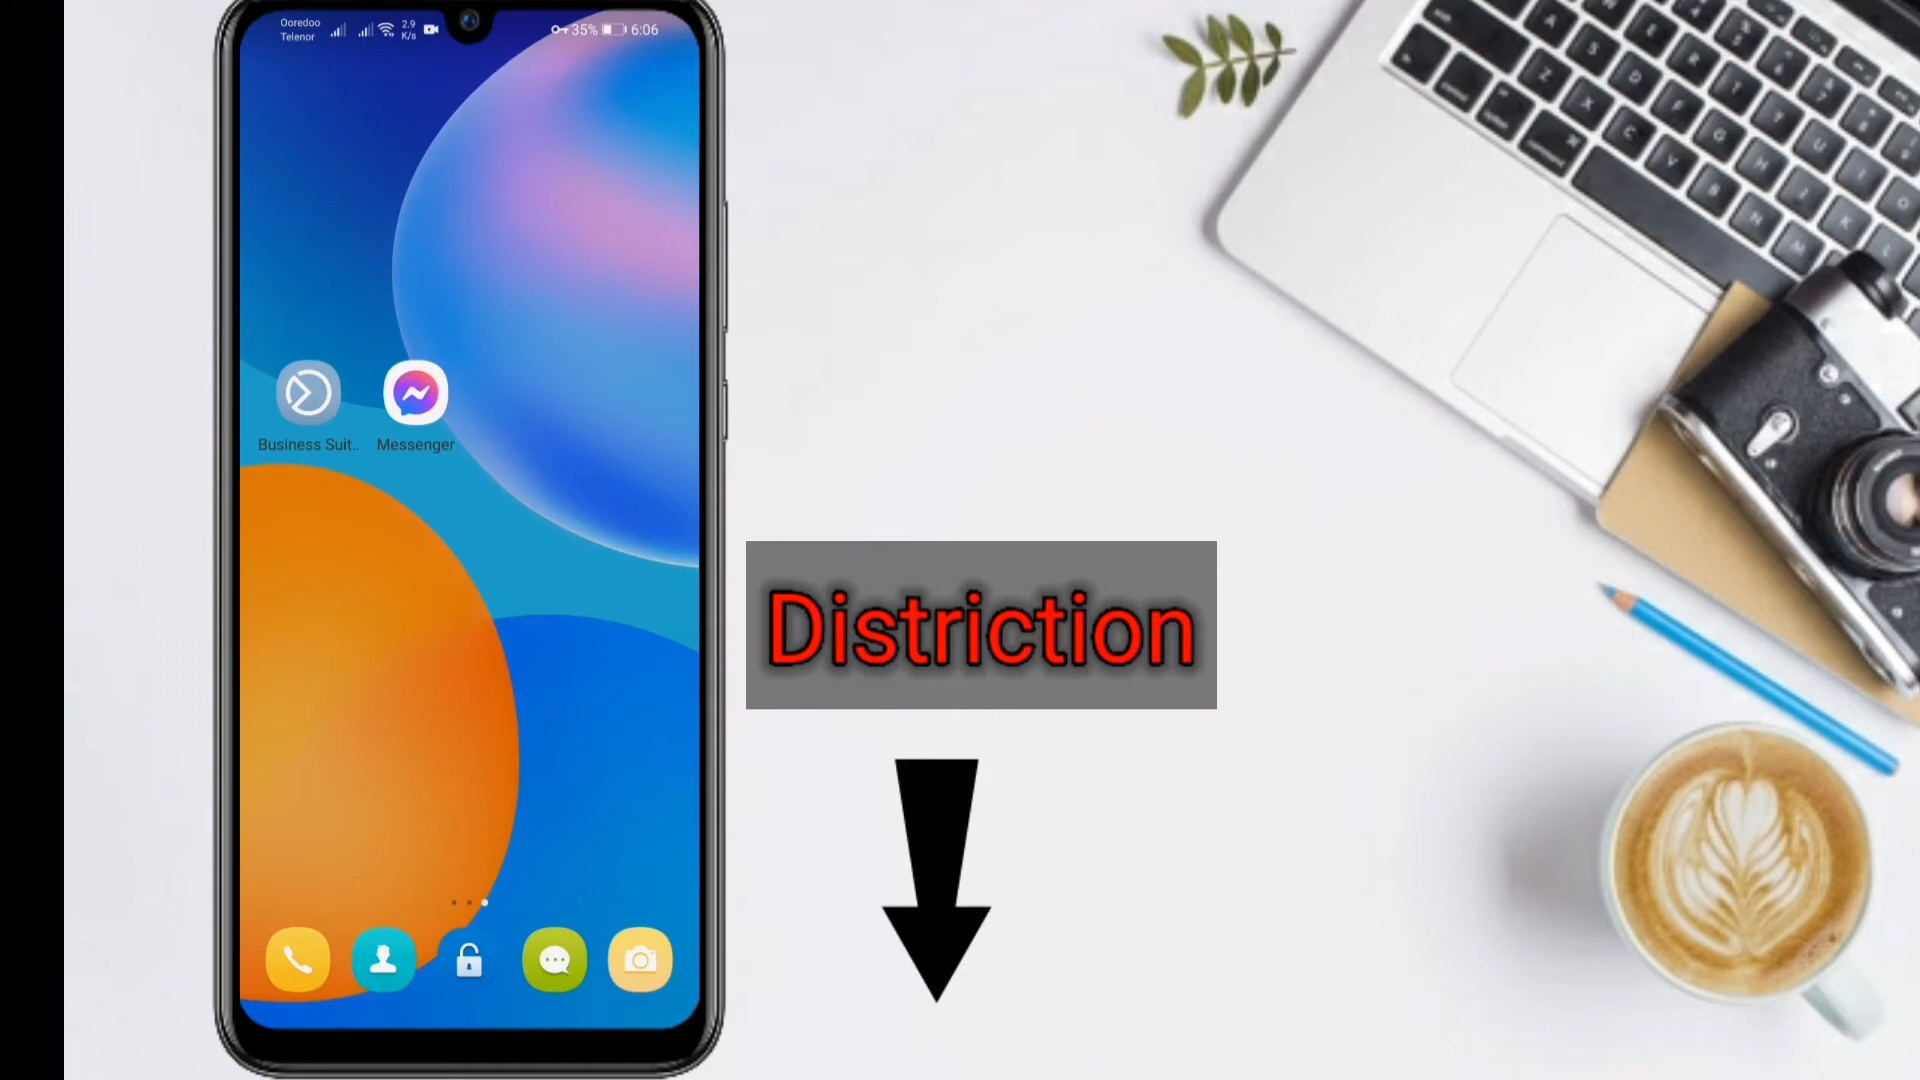 Ooredoo
Telenor
2.9
K/s
35%
6:06
Business Suit..
Messenger
Distriction